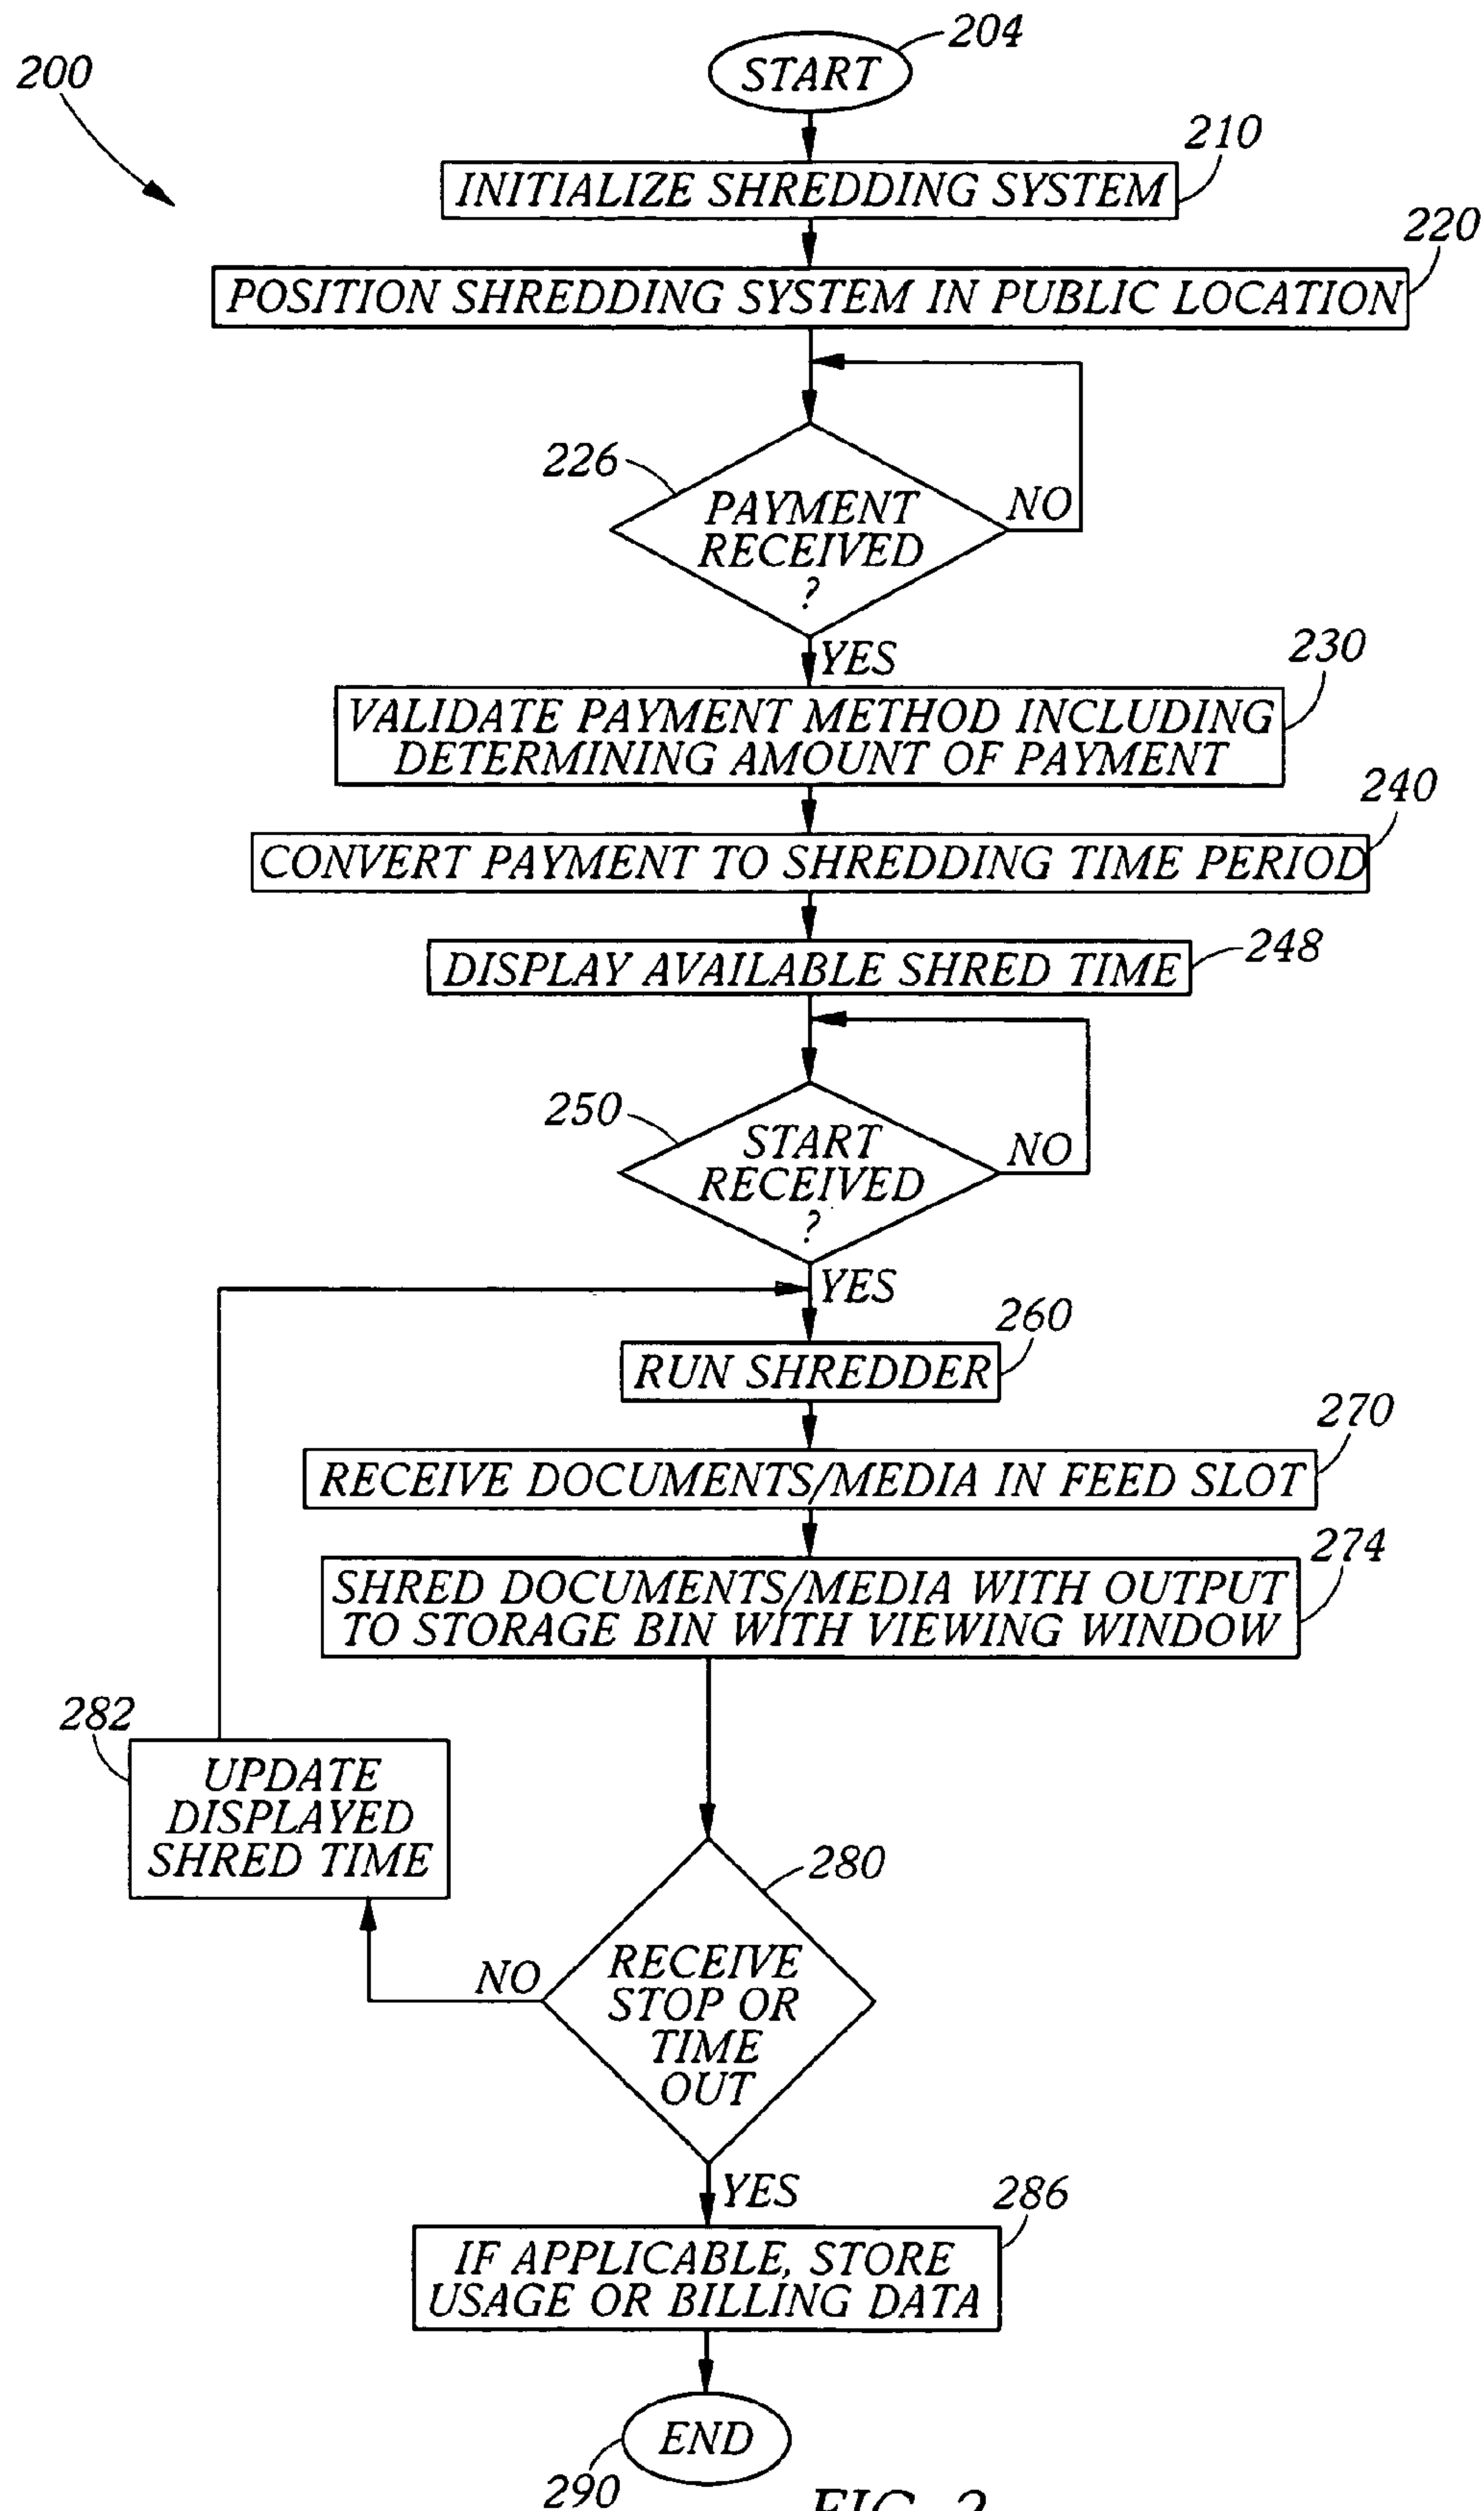 200
204
START
210
INITIALIZE SHREDDING SYSTEM
220
POSITION SHREDDING SYSTEM IN PUBLIC LOCATION
226
PAYMENT
RECEIVED
?
NO
YES
230
VALIDATE PAYMENT METHOD INCLUDING
DETERMINING AMOUNT OF PAYMENT
240
CONVERT PAYMENT TO SHREDDING TIME PERIOD
248
DISPLAY AVAILABLE SHRED TIME
250
START
RECEIVED
?
NO
YES
260
RUN SHREDDER
270
RECEIVE DOCUMENTS/MEDIA IN FEED SLOT
274
SHRED DOCUMENTS/MEDIA WITH OUTPUT
TO STORAGE BIN WITH VIEWING WINDOW
282
UPDATE
DISPLAYED
SHRED TIME
280
RECEIVE
STOP OR
TIME
OUT
NO
YES
286
IF APPLICABLE, STORE
USAGE OR BILLING DATA
END
290
FIG. 2